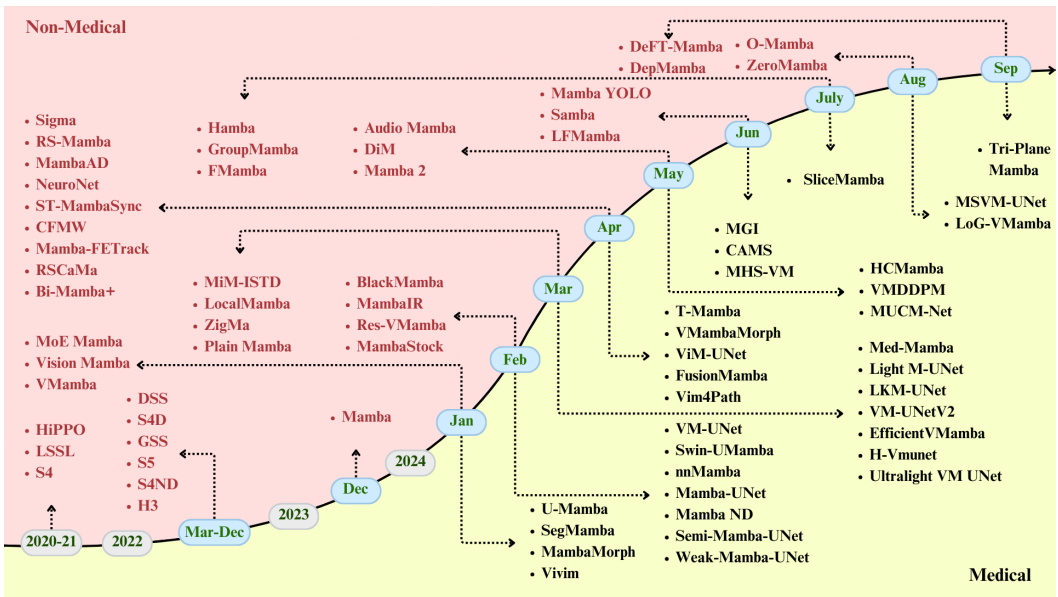 Non-Medical
DeFT-Mamba
DepMamba
O-Mamba
ZeroMamba
Sep
Aug
July
Jun
May
Apr
Mar
Feb
Jan
2024
Dec
2023
Mar-Dec
2022
2020-21
Mamba YOLO
Samba
LFMamba
Sigma
RS-Mamba
MambaAD
NeuroNet
ST-MambaSync
CFMW
Mamba-FETrack
RSCaMa
Bi-Mamba+
Hamba
GroupMamba
FMamba
Audio Mamba
DiM
Mamba 2
MiM-ISTD
LocalMamba
ZigMa
Plain Mamba
BlackMamba
MambaIR
Res-VMamba
MambaStock
MoE Mamba
Vision Mamba
VMamba
DSS
S4D
GSS
S5
S4ND
H3
HiPPO
LSSL
S4
Mamba
Tri-Plane
Mamba
SliceMamba
MSVM-UNet
LoG-VMamba
MGI
CAMS
MHS-VM
HCMamba
VMDDPM
MUCM-Net
T-Mamba
VMambaMorph
ViM-UNet
FusionMamba
Vim4Path
Med-Mamba
Light M-UNet
LKM-UNet
VM-UNetV2
EfficientVMamba
H-Vmunet
Ultralight VM UNet
VM-UNet
Swin-UMamba
nnMamba
Mamba-UNet
Mamba ND
Semi-Mamba-UNet
Weak-Mamba-UNet
U-Mamba
SegMamba
MambaMorph
Vivim
Medical